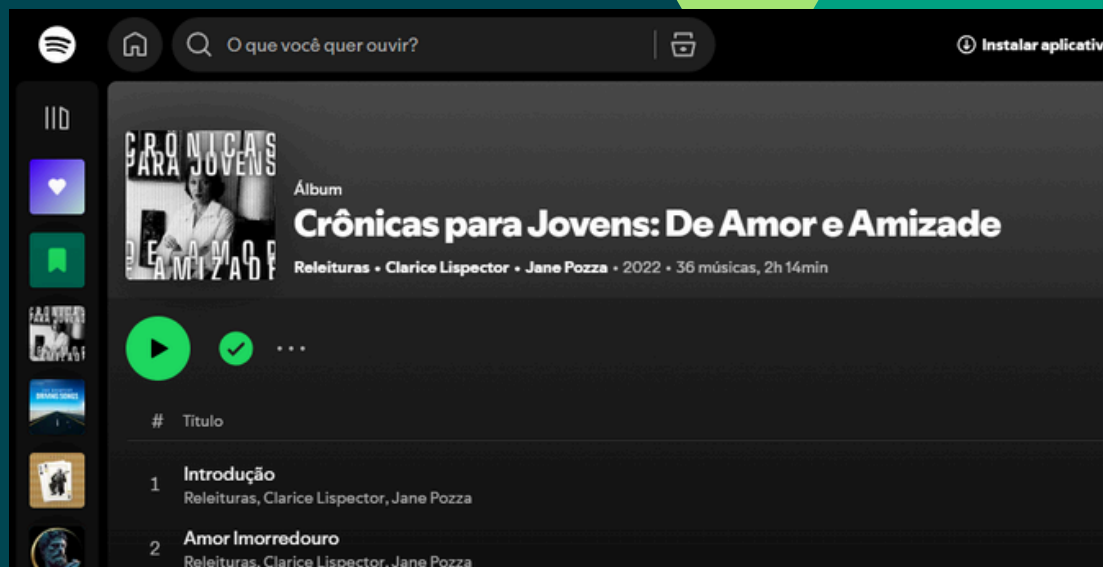 O que você quer ouvir?
Instalar aplicativ
CRÔNICAS
PARA JOVENS
DE AMOR E
AMIZADE
Álbum
Crônicas para Jovens: De Amor e Amizade
Releituras • Clarice Lispector • Jane Pozza • 2022 • 36 músicas, 2h 14min
DRIVING SONGS
# Título
1 Introdução
Releituras, Clarice Lispector, Jane Pozza
2 Amor Imorredouro
Releituras, Clarice Lispector, Jane Pozza